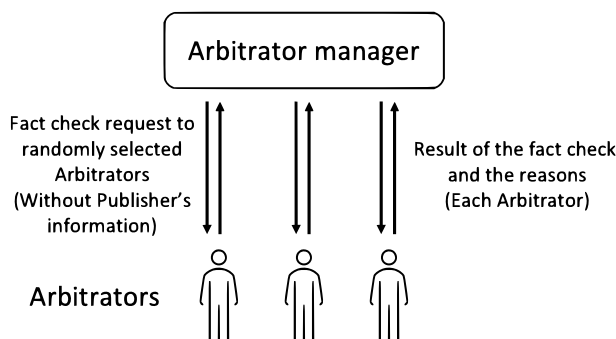 Arbitrator manager
Fact check request to
randomly selected
Arbitrators
(Without Publisher's
information)
Result of the fact check
and the reasons
(Each Arbitrator)
Arbitrators